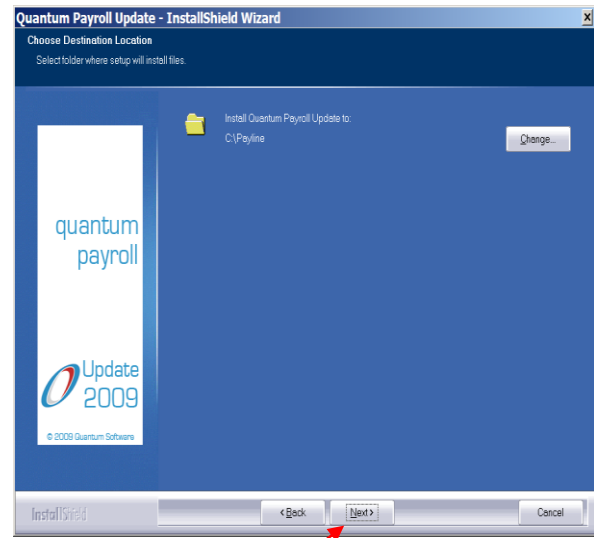 Quantum Payroll Update - InstallShield Wizard
x
Choose Destination Location
Select folder where setup will install files.
Install Quantum Payroll Update to:
C:\Payline
Change...
quantum
payroll
Update
2009
© 2009 Quantum Software
InstallShield
< Back
Next >
Cancel